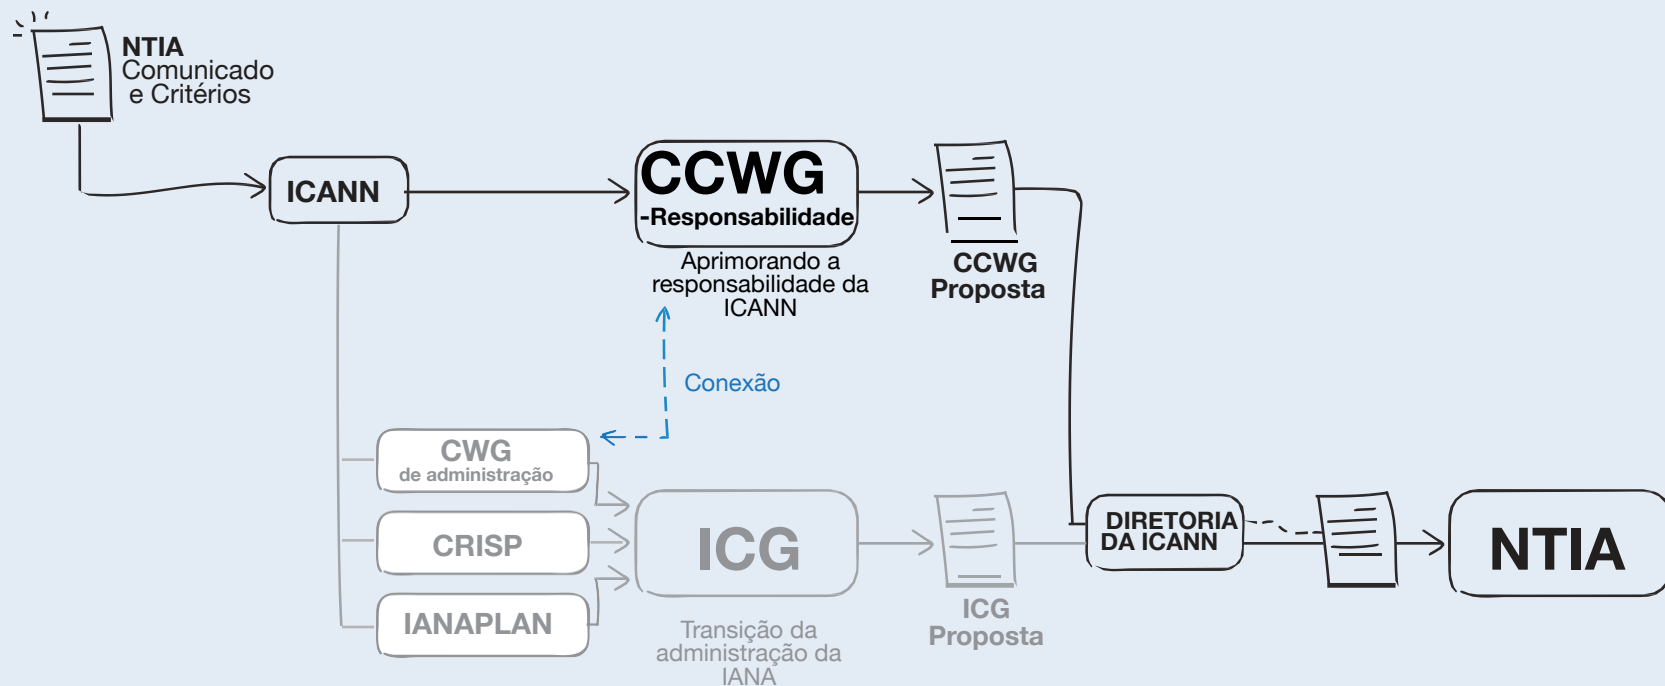 NTIA
Comunicado
e Critérios
ICANN
CCWG
-Responsabilidade
Aprimorando a
responsabilidade da
ICANN
CCWG
Proposta
Conexão
CWG
de administração
CRISP
IANAPLAN
ICG
Transição da
administração da
IANA
ICG
Proposta
DIRETORIA
DA ICANN
NTIA